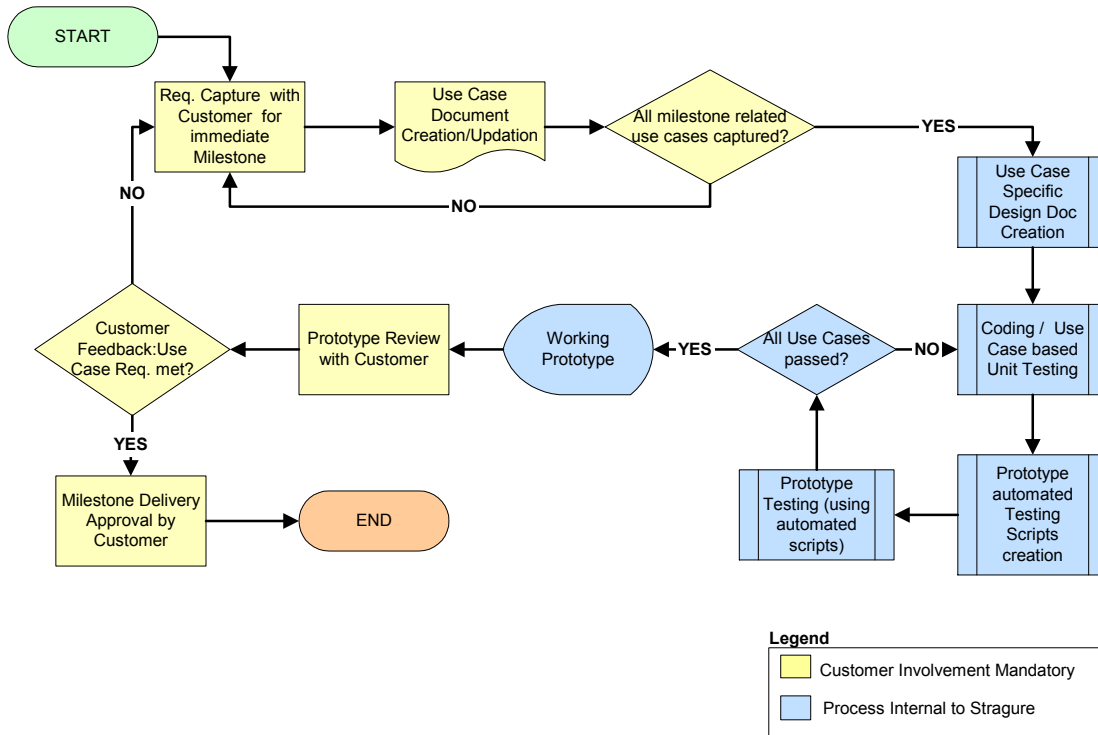 START
Req. Capture with
Customer for
immediate
Milestone
Use Case
Document
Creation/Updation
All milestone related
use cases captured?
YES
NO
NO
Use Case
Specific
Design Doc
Creation
Customer
Feedback:Use
Case Req. met?
Prototype Review
with Customer
Working
Prototype
YES
All Use Cases
passed?
NO
Coding / Use
Case based
Unit Testing
YES
Milestone Delivery
Approval by
Customer
END
Prototype
Testing (using
automated
scripts)
Prototype
automated
Testing
Scripts
creation
Legend
Customer Involvement Mandatory
Process Internal to Stragure